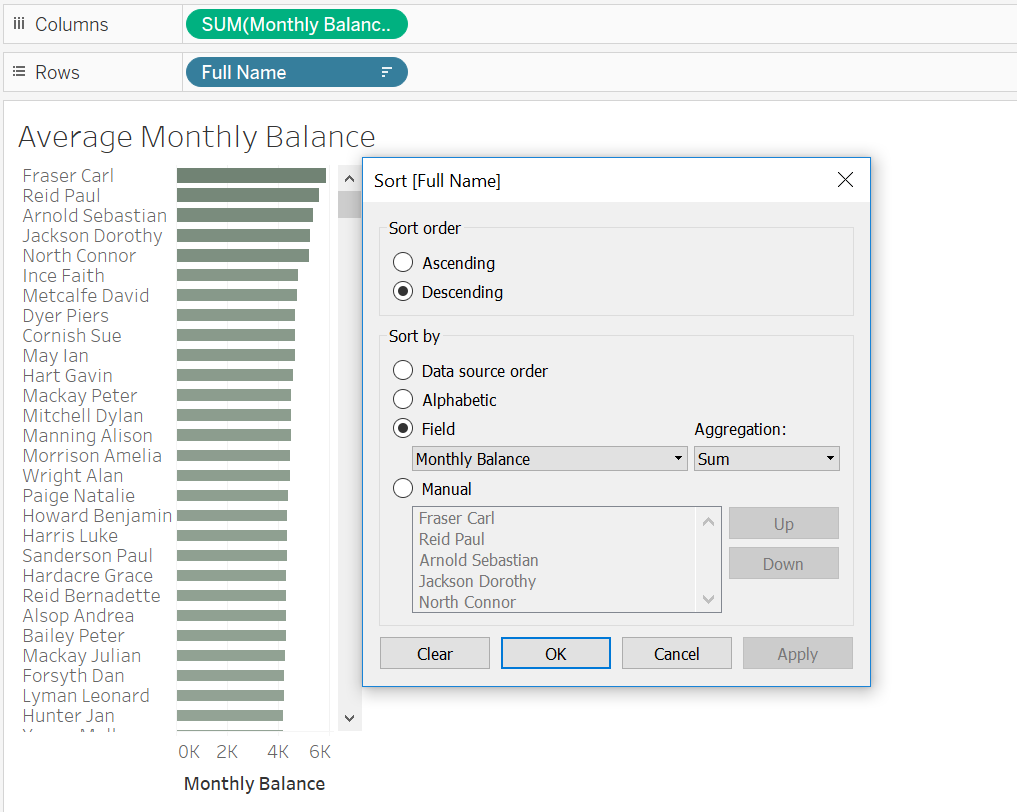 Columns
SUM(Monthly Balanc..
Rows
Full Name
Average Monthly Balance
Fraser Carl
Reid Paul
Arnold Sebastian
Jackson Dorothy
North Connor
Ince Faith
Metcalfe David
Dyer Piers
Cornish Sue
May Ian
Hart Gavin
Mackay Peter
Mitchell Dylan
Manning Alison
Morrison Amelia
Wright Alan
Paige Natalie
Howard Benjamin
Harris Luke
Sanderson Paul
Hardacre Grace
Reid Bernadette
Alsop Andrea
Bailey Peter
Mackay Julian
Forsyth Dan
Lyman Leonard
Hunter Jan
0K 2K 4K 6K
Monthly Balance
Sort [Full Name]
Sort order
Ascending
Descending
Sort by
Data source order
Alphabetic
Field
Aggregation:
Monthly Balance
Sum
Manual
Fraser Carl
Reid Paul
Arnold Sebastian
Jackson Dorothy
North Connor
Up
Down
Clear
OK
Cancel
Apply